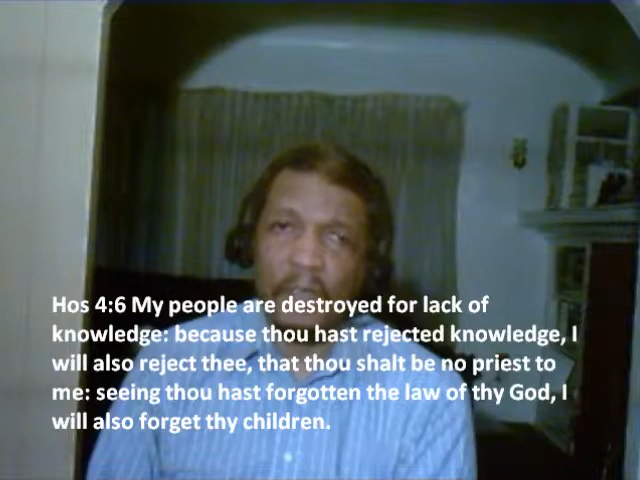 Hos 4:6 My people are destroyed for lack of
knowledge: because thou hast rejected knowledge, I
will also reject thee, that thou shalt be no priest to
me: seeing thou hast forgotten the law of thy God, I
will also forget thy children.